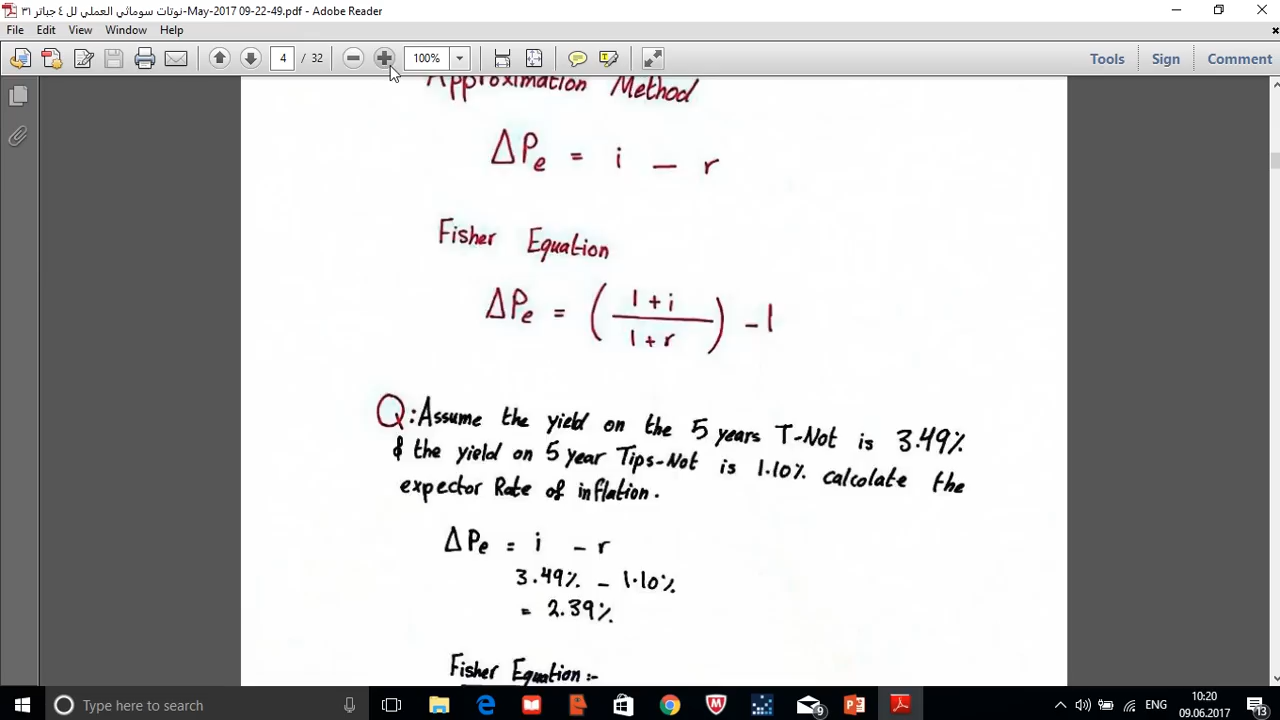 نوتات سوماثي العملي لل ٤ جباتر ٣١-May-2017 09-22-49.pdf - Adobe Reader
File Edit View Window Help
4 / 32 100% Tools Sign Comment
Approximation Method
ΔPe = i - r
Fisher Equation
ΔPe = ( 1 + i / 1 + r ) - 1
Q: Assume the yield on the 5 years T-Not is 3.49%
& the yield on 5 year Tips-Not is 1.10% calculate the
expector Rate of inflation.
ΔPe = i - r
3.49% - 1.10%
= 2.39%
Fisher Equation:-
Type here to search
9
ENG
10:20
09.06.2017